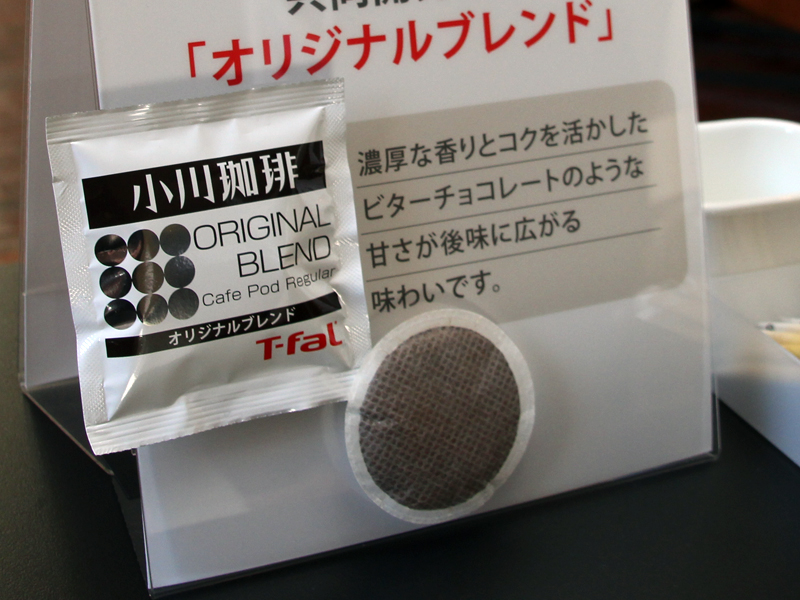 「オリジナルブレンド」
濃厚な香りとコクを活かした
ビターチョコレートのような
甘さが後味に広がる
味わいです。
小川珈琲
ORIGINAL
BLEND
Cafe Pod Regular
オリジナルブレンド
T-fal